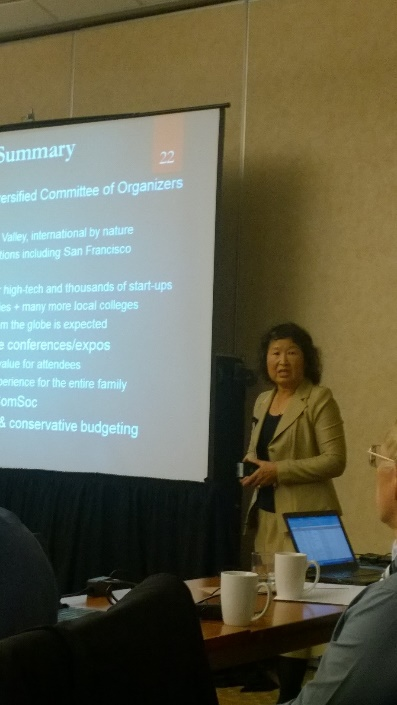 Summary
22
ersified Committee of Organizers
Valley, international by nature
tions including San Francisco
high-tech and thousands of start-ups
ies + many more local colleges
m the globe is expected
e conferences/expos
value for attendees
perience for the entire family
omSoc
& conservative budgeting